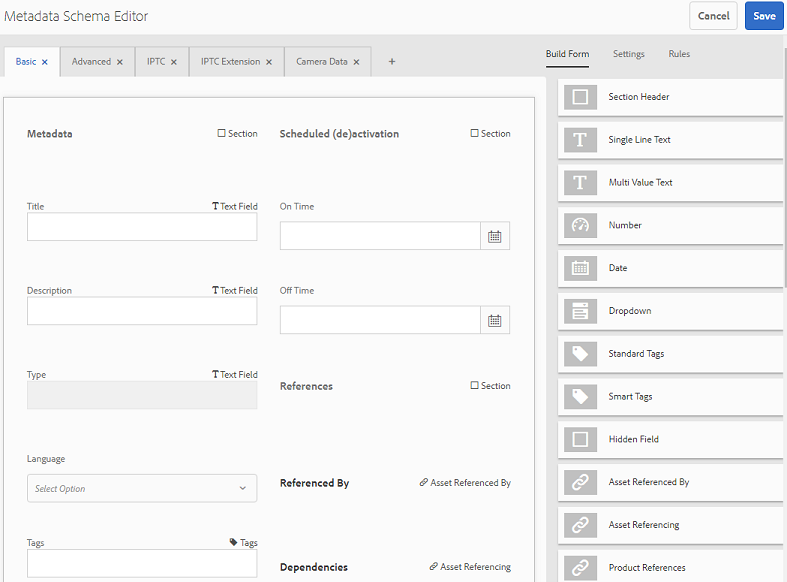 Metadata Schema Editor
Cancel
Save
Basic ×
Advanced ×
IPTC ×
IPTC Extension ×
Camera Data ×
+
Metadata
Section
Title
Text Field
Description
Text Field
Type
Text Field
Language
Select Option
Tags
Tags
Scheduled (de)activation
Section
On Time
Off Time
References
Section
Referenced By
Asset Referenced By
Dependencies
Asset Referencing
Build Form
Settings
Rules
Section Header
T Single Line Text
T Multi Value Text
Number
Date
Dropdown
Standard Tags
Smart Tags
Hidden Field
Asset Referenced By
Asset Referencing
Product References